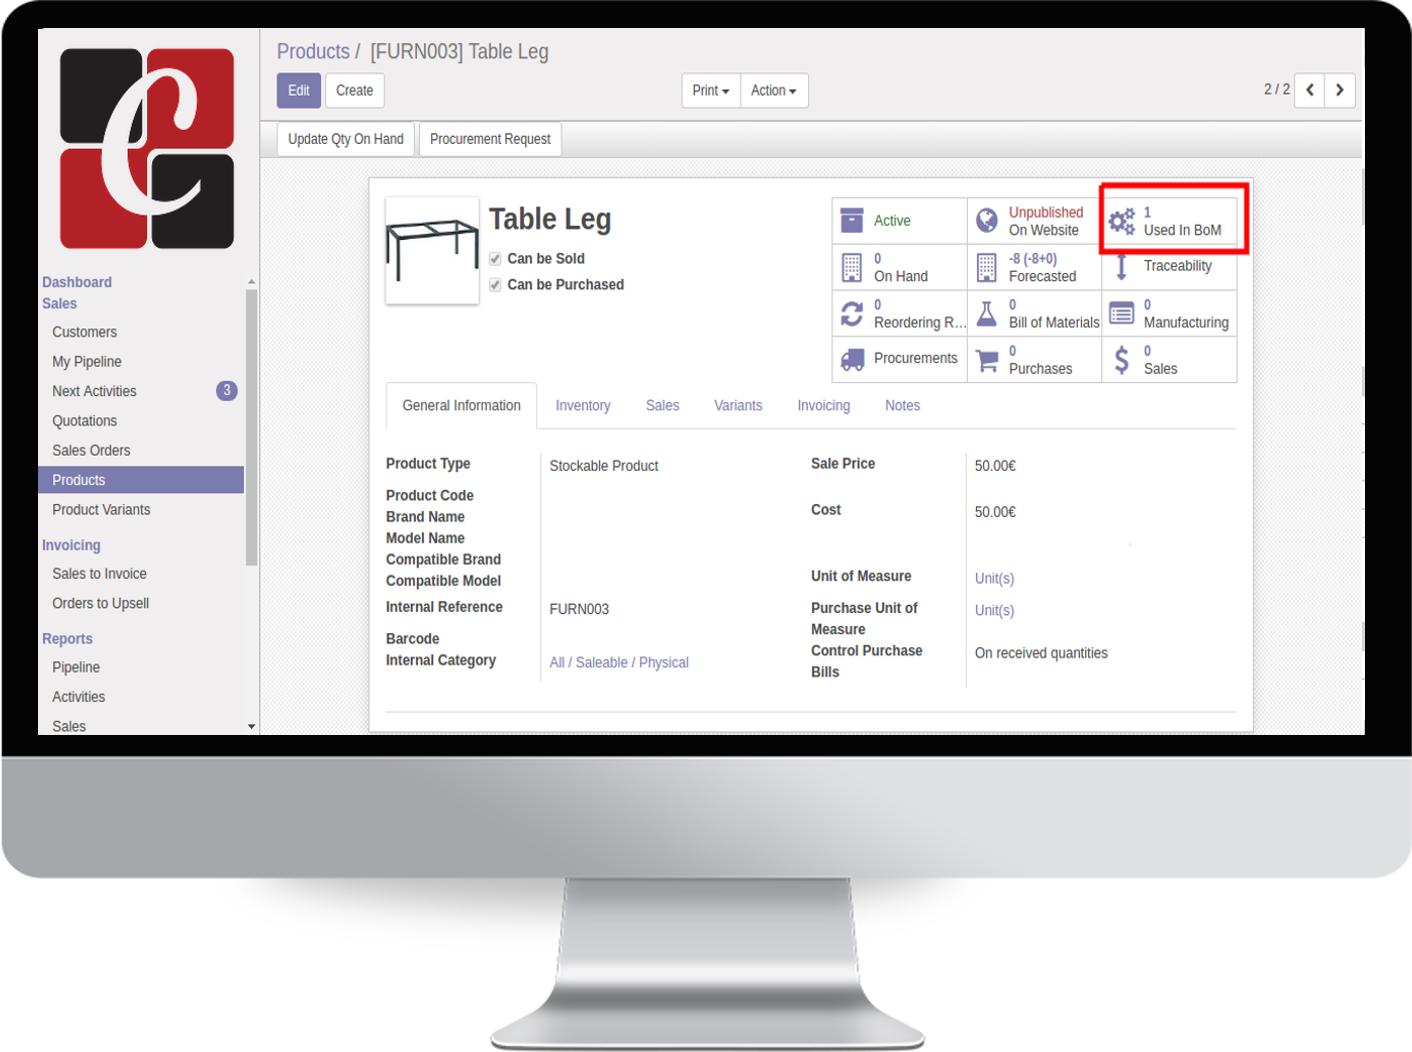 C
Products / [FURN003] Table Leg
Edit
Create
Print
Action
2 / 2
Update Qty On Hand
Procurement Request
Dashboard
Sales
Customers
My Pipeline
Next Activities 3
Quotations
Sales Orders
Products
Product Variants
Invoicing
Sales to Invoice
Orders to Upsell
Reports
Pipeline
Activities
Sales
Table Leg
Can be Sold
Can be Purchased
Active
Unpublished
On Website
1
Used In BoM
0
On Hand
-8 (-8+0)
Forecasted
Traceability
0
Reordering R...
0
Bill of Materials
0
Manufacturing
Procurements
0
Purchases
0
Sales
General Information
Inventory
Sales
Variants
Invoicing
Notes
Product Type Stockable Product
Product Code
Brand Name
Model Name
Compatible Brand
Compatible Model
Internal Reference FURN003
Barcode
Internal Category All / Saleable / Physical
Sale Price 50.00€
Cost 50.00€
Unit of Measure Unit(s)
Purchase Unit of Unit(s)
Measure
Control Purchase On received quantities
Bills